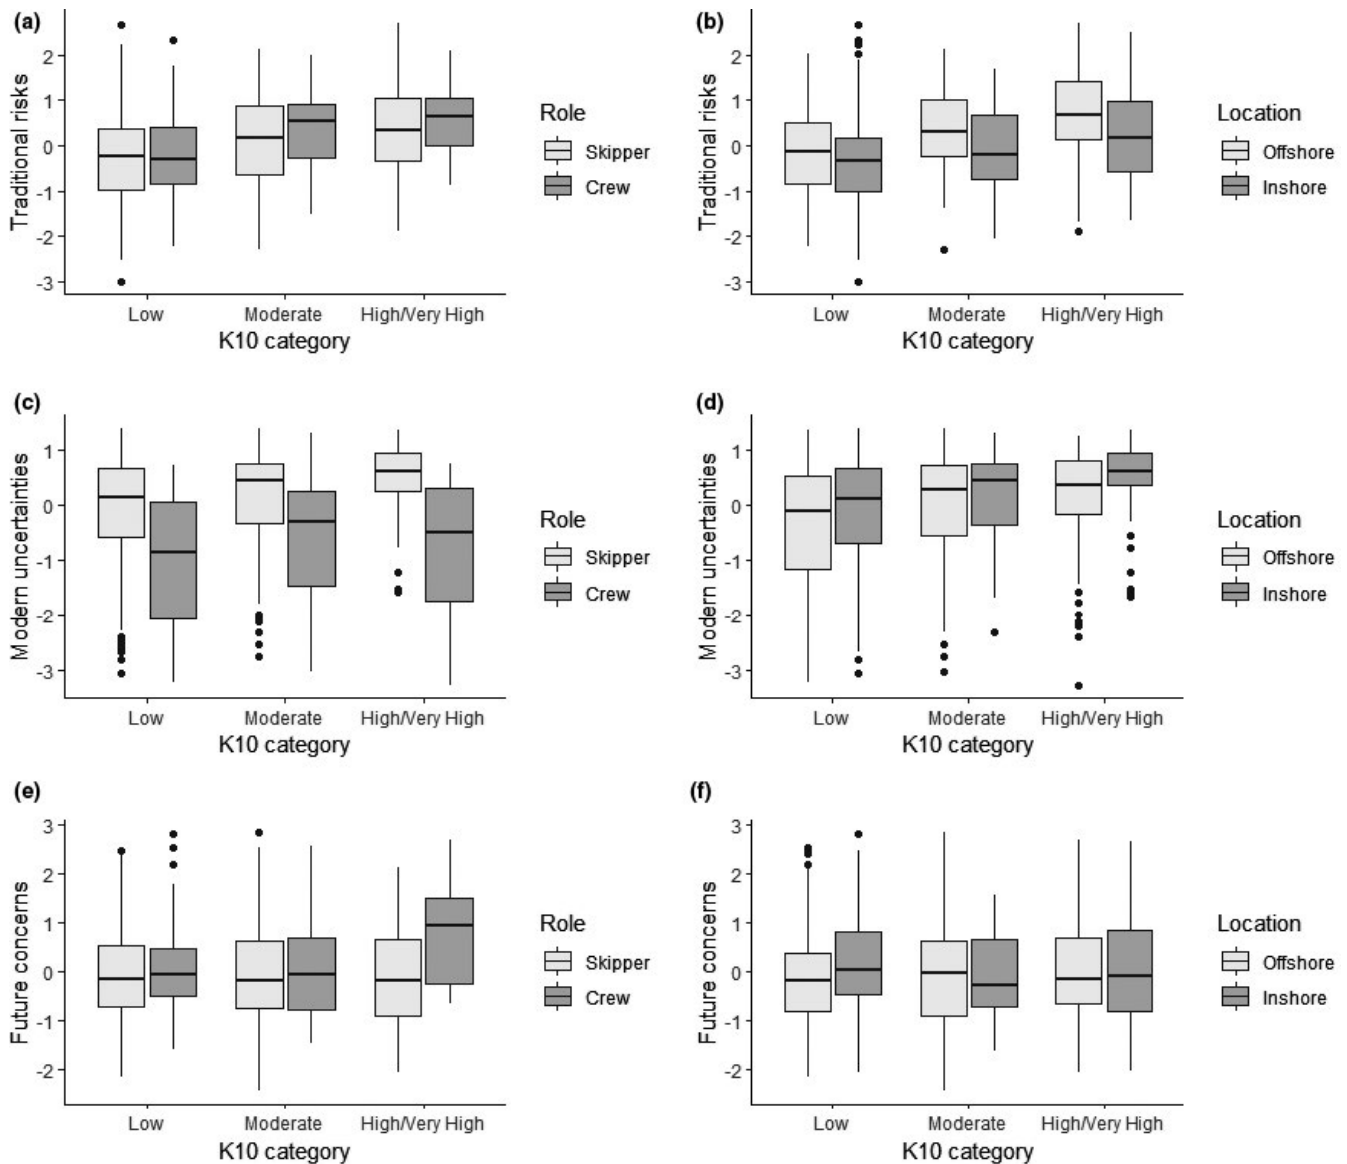 (a)
Traditional risks
2
1
0
-1
-2
-3
Low Moderate High/Very High
K10 category
Role
Skipper
Crew
(b)
Traditional risks
2
1
0
-1
-2
-3
Low Moderate High/Very High
K10 category
Location
Offshore
Inshore
(c)
Modern uncertainties
1
0
-1
-2
-3
Low Moderate High/Very High
K10 category
Role
Skipper
Crew
(d)
Modern uncertainties
1
0
-1
-2
-3
Low Moderate High/Very High
K10 category
Location
Offshore
Inshore
(e)
Future concerns
3
2
1
0
-1
-2
Low Moderate High/Very High
K10 category
Role
Skipper
Crew
(f)
Future concerns
3
2
1
0
-1
-2
Low Moderate High/Very High
K10 category
Location
Offshore
Inshore